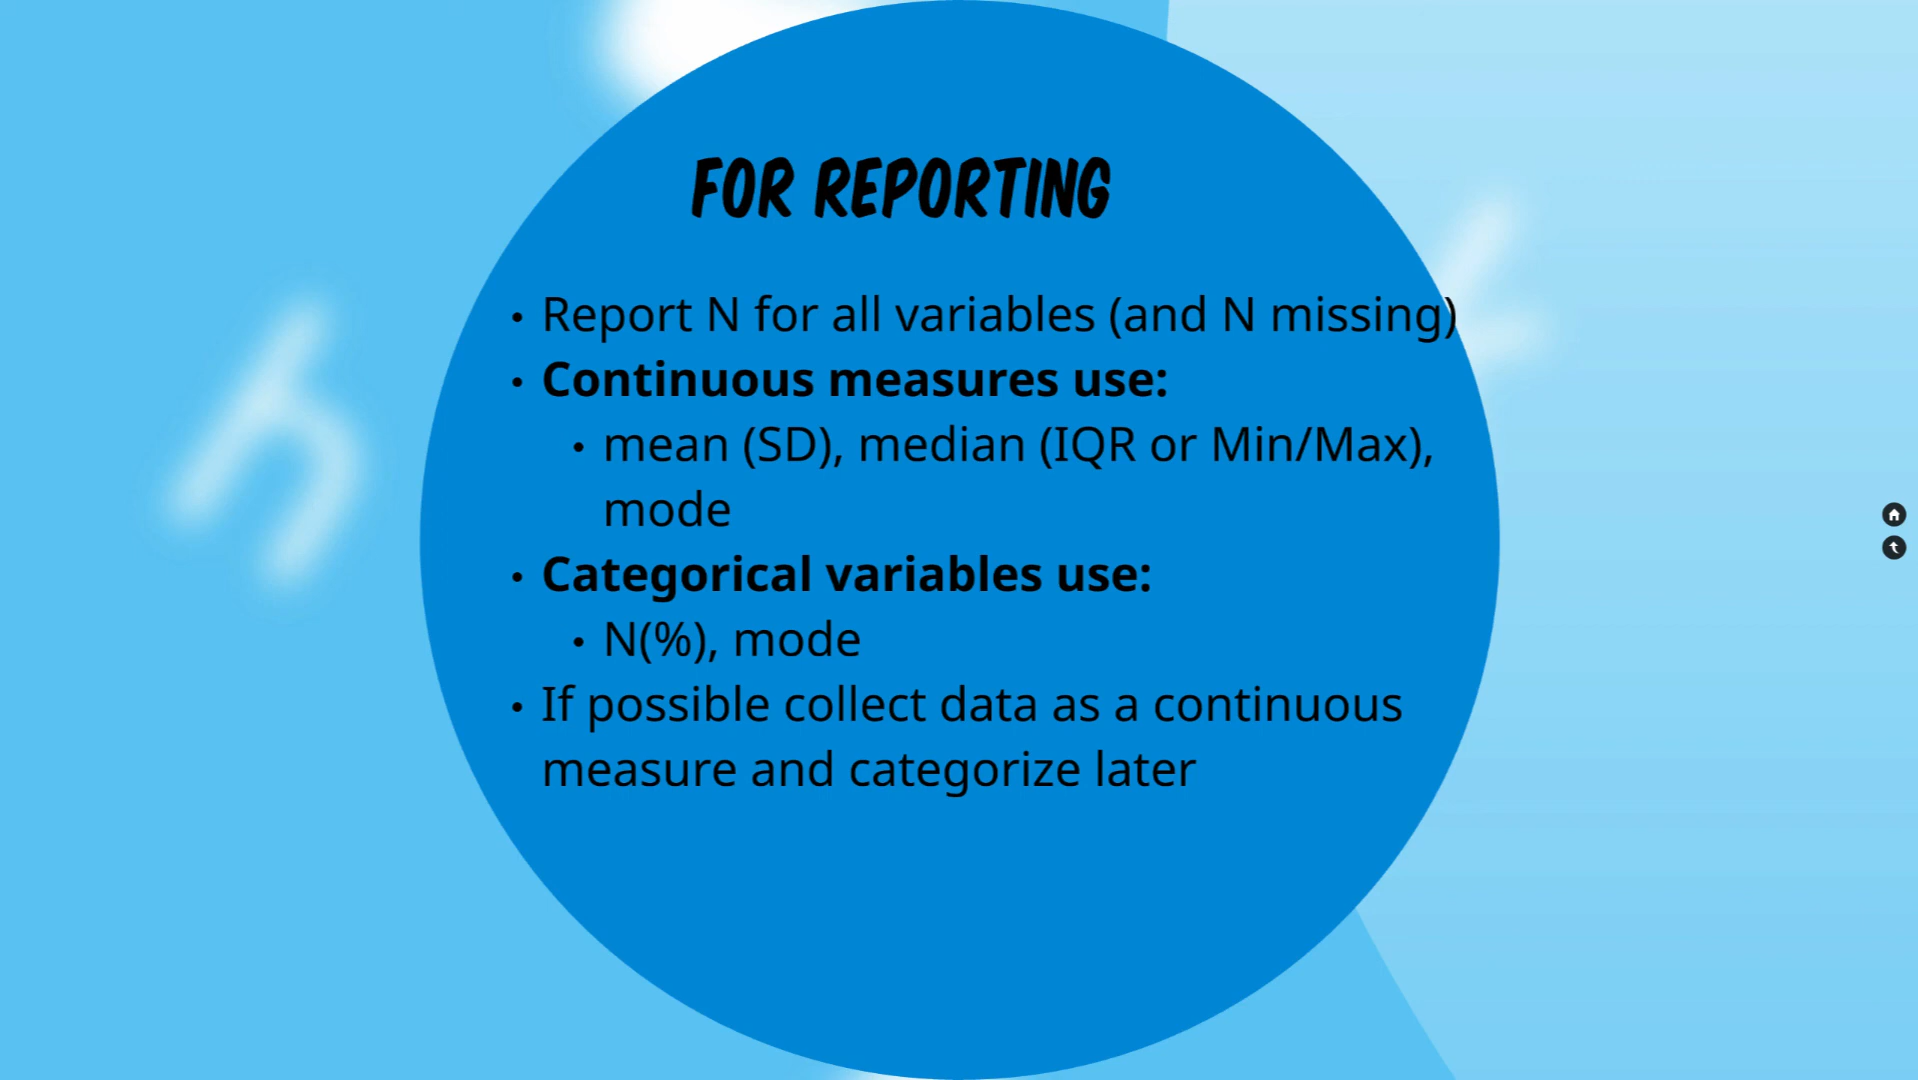 FOR REPORTING
• Report N for all variables (and N missing)
• Continuous measures use:
• mean (SD), median (IQR or Min/Max),
mode
• Categorical variables use:
• N(%), mode
• If possible collect data as a continuous
measure and categorize later